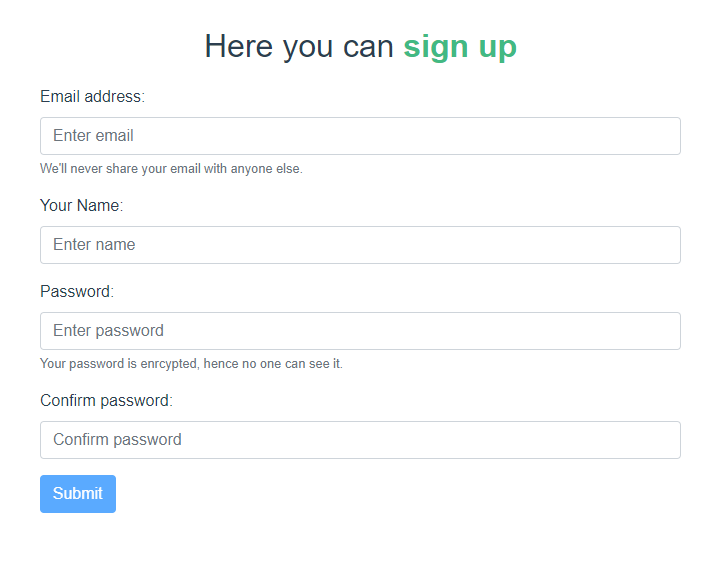 Here you can sign up
Email address:
Enter email
We'll never share your email with anyone else.
Your Name:
Enter name
Password:
Enter password
Your password is enrcypted, hence no one can see it.
Confirm password:
Confirm password
Submit